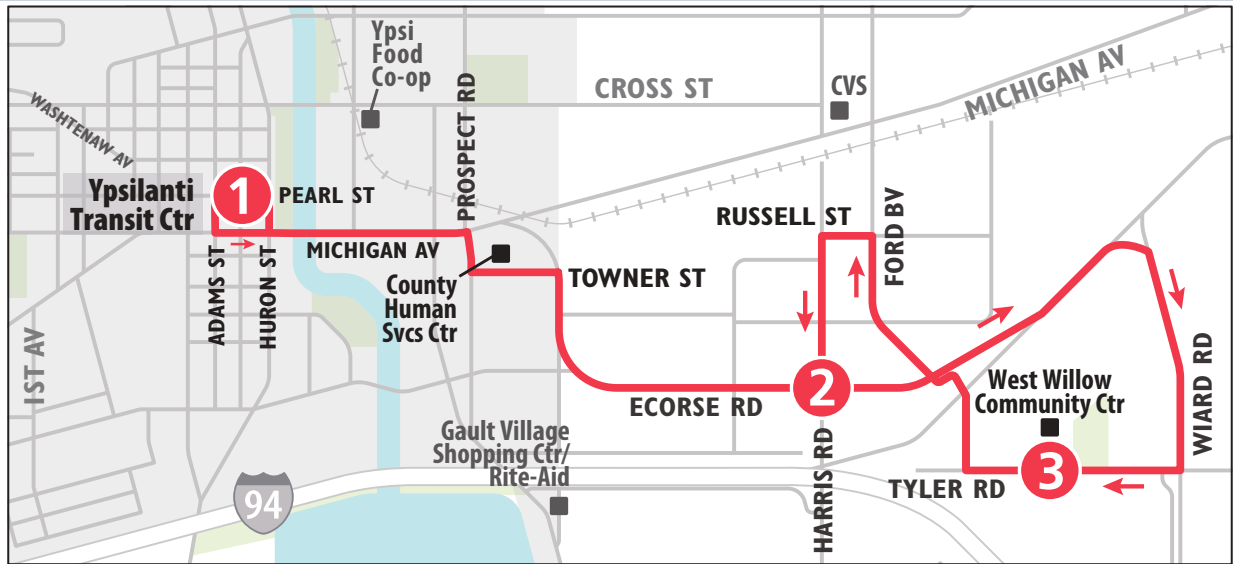 Ypsi
Food
Co-op
PROSPECT RD
CROSS ST
CVS
MICHIGAN AV
WASHTENAW AV
Ypsilanti
Transit Ctr
1
PEARL ST
RUSSELL ST
FORD BV
MICHIGAN AV
ADAMS ST
HURON ST
County
Human
Svcs Ctr
TOWNER ST
1ST AV
2
ECORSE RD
West Willow
Community Ctr
WIARD RD
Gault Village
Shopping Ctr/
Rite-Aid
HARRIS RD
3
TYLER RD
94